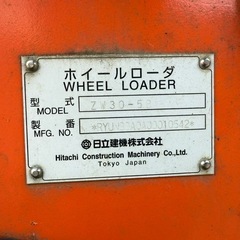 ホイールローダ
WHEEL LOADER
型式
MODEL
製番
MFG. NO.
日立建機株式会社
Hitachi Construction Machinery Co., Ltd.
Tokyo Japan